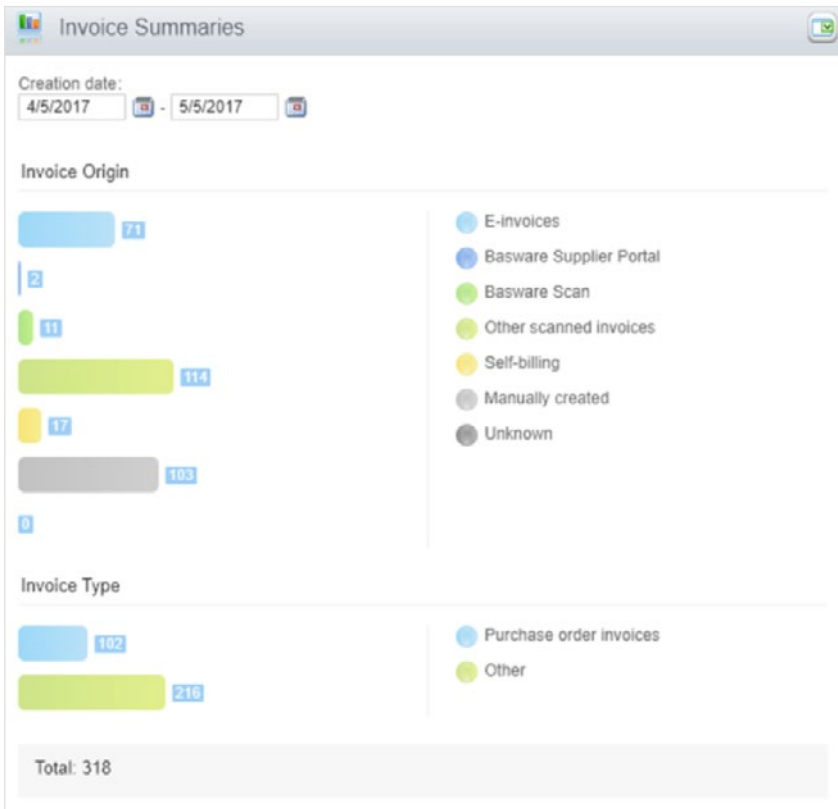 Invoice Summaries
Creation date:
4/5/2017 - 5/5/2017
Invoice Origin
71
2
11
114
17
103
0
E-invoices
Basware Supplier Portal
Basware Scan
Other scanned invoices
Self-billing
Manually created
Unknown
Invoice Type
102
216
Purchase order invoices
Other
Total: 318